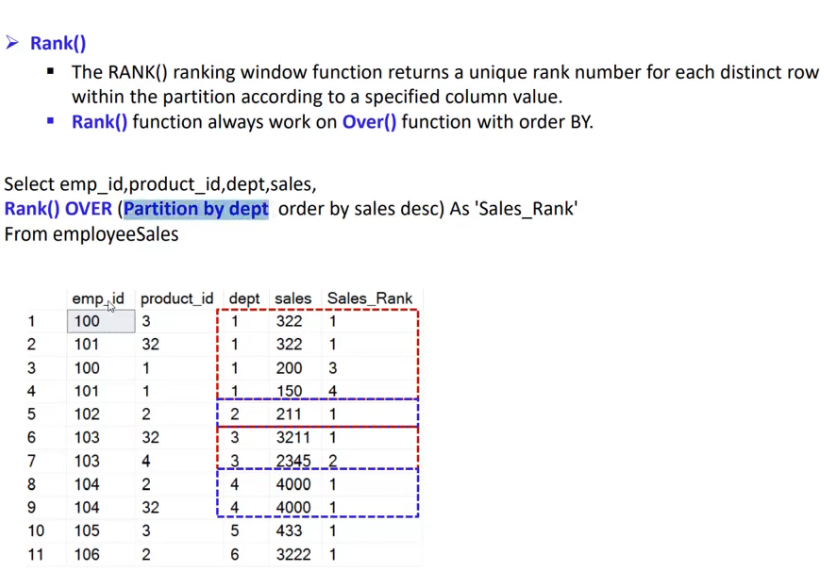 ➢ Rank()
▪ The RANK() ranking window function returns a unique rank number for each distinct row
within the partition according to a specified column value.
▪ Rank() function always work on Over() function with order BY.
Select emp_id,product_id,dept,sales,
Rank() OVER (Partition by dept order by sales desc) As 'Sales_Rank'
From employeeSales
emp_id product_id dept sales Sales_Rank
1 100 3 1 322 1
2 101 32 1 322 1
3 100 1 1 200 3
4 101 1 1 150 4
5 102 2 2 211 1
6 103 32 3 3211 1
7 103 4 3 2345 2
8 104 2 4 4000 1
9 104 32 4 4000 1
10 105 3 5 433 1
11 106 2 6 3222 1